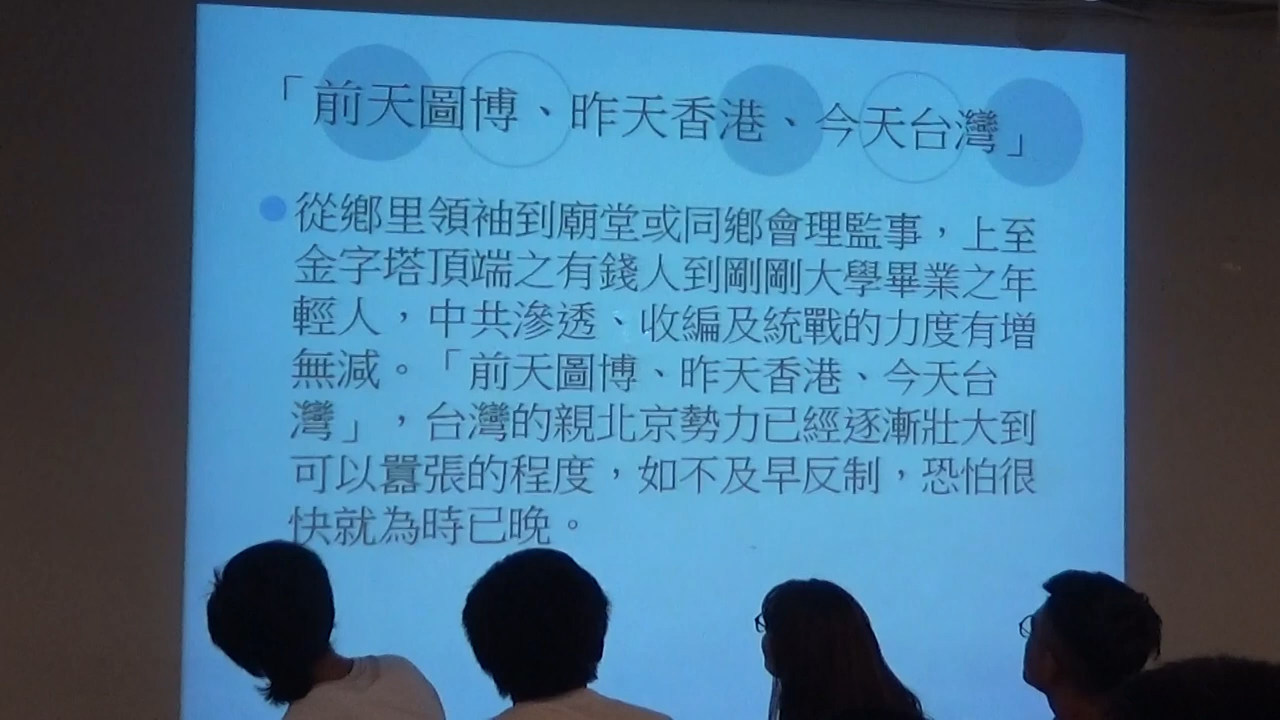 「前天圖博、昨天香港、今天台灣」
從鄉里領袖到廟堂或同鄉會理監事，上至
金字塔頂端之有錢人到剛剛大學畢業之年
輕人，中共滲透、收編及統戰的力度有增
無減。「前天圖博、昨天香港、今天台
灣」，台灣的親北京勢力已經逐漸壯大到
可以囂張的程度，如不及早反制，恐怕很
快就為時已晚。